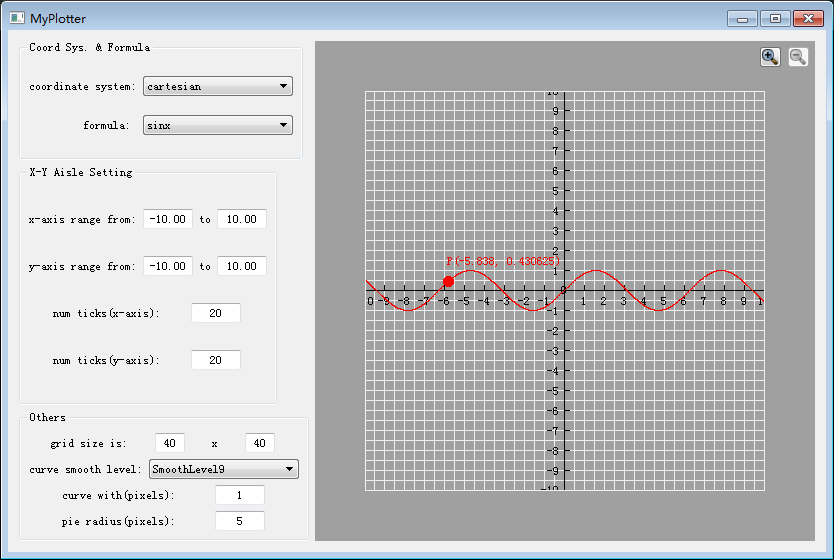 MyPlotter
Coord Sys. & Formula
coordinate system: cartesian
formula: sinx
X-Y Aisle Setting
x-axis range from: -10.00 to 10.00
y-axis range from: -10.00 to 10.00
num ticks(x-axis): 20
num ticks(y-axis): 20
Others
grid size is: 40 x 40
curve smooth level: SmoothLevel9
curve with(pixels): 1
pie radius(pixels): 5
10
9
8
7
6
5
4
3
2
P(-5.838, 0.430625)
1
0 -9 -8 -7 -6 -5 -4 -3 -2 -1 0 1 2 3 4 5 6 7 8 9 1
-1
-2
-3
-4
-5
-6
-7
-8
-9
-10